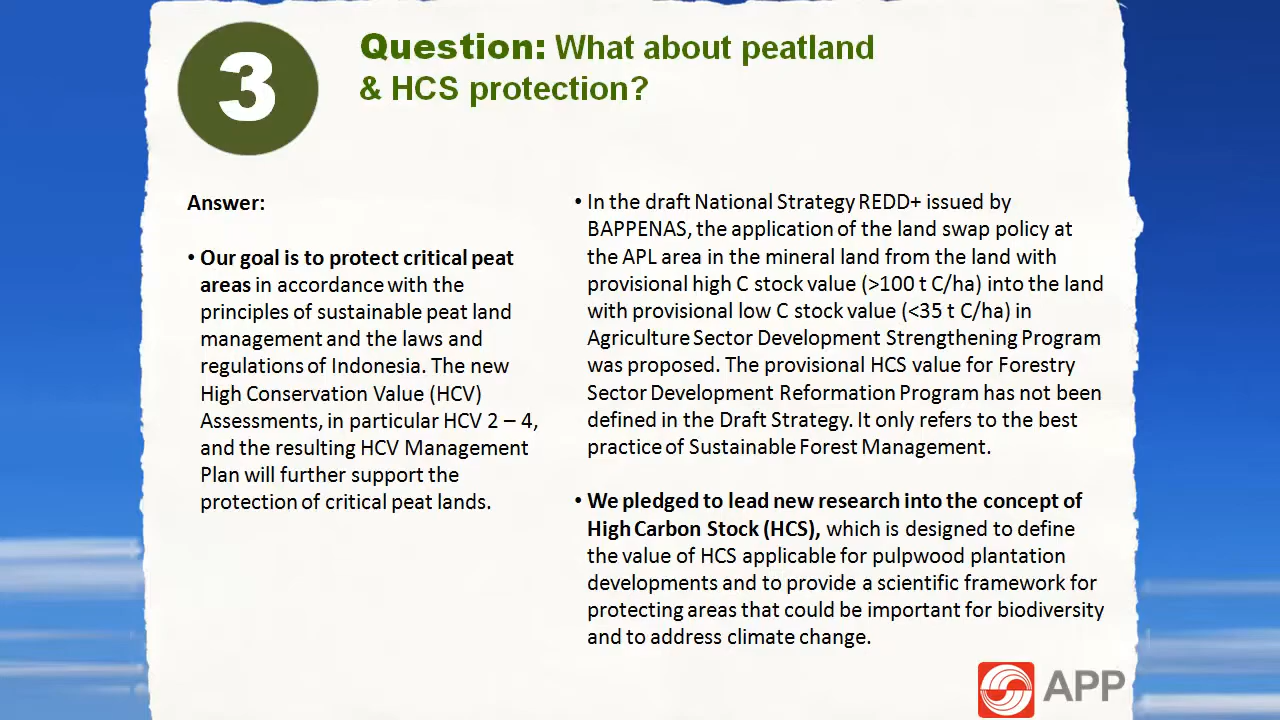 3
Question: What about peatland
& HCS protection?
Answer:
• Our goal is to protect critical peat
areas in accordance with the
principles of sustainable peat land
management and the laws and
regulations of Indonesia. The new
High Conservation Value (HCV)
Assessments, in particular HCV 2 – 4,
and the resulting HCV Management
Plan will further support the
protection of critical peat lands.
• In the draft National Strategy REDD+ issued by
BAPPENAS, the application of the land swap policy at
the APL area in the mineral land from the land with
provisional high C stock value (>100 t C/ha) into the land
with provisional low C stock value (<35 t C/ha) in
Agriculture Sector Development Strengthening Program
was proposed. The provisional HCS value for Forestry
Sector Development Reformation Program has not been
defined in the Draft Strategy. It only refers to the best
practice of Sustainable Forest Management.
• We pledged to lead new research into the concept of
High Carbon Stock (HCS), which is designed to define
the value of HCS applicable for pulpwood plantation
developments and to provide a scientific framework for
protecting areas that could be important for biodiversity
and to address climate change.
APP